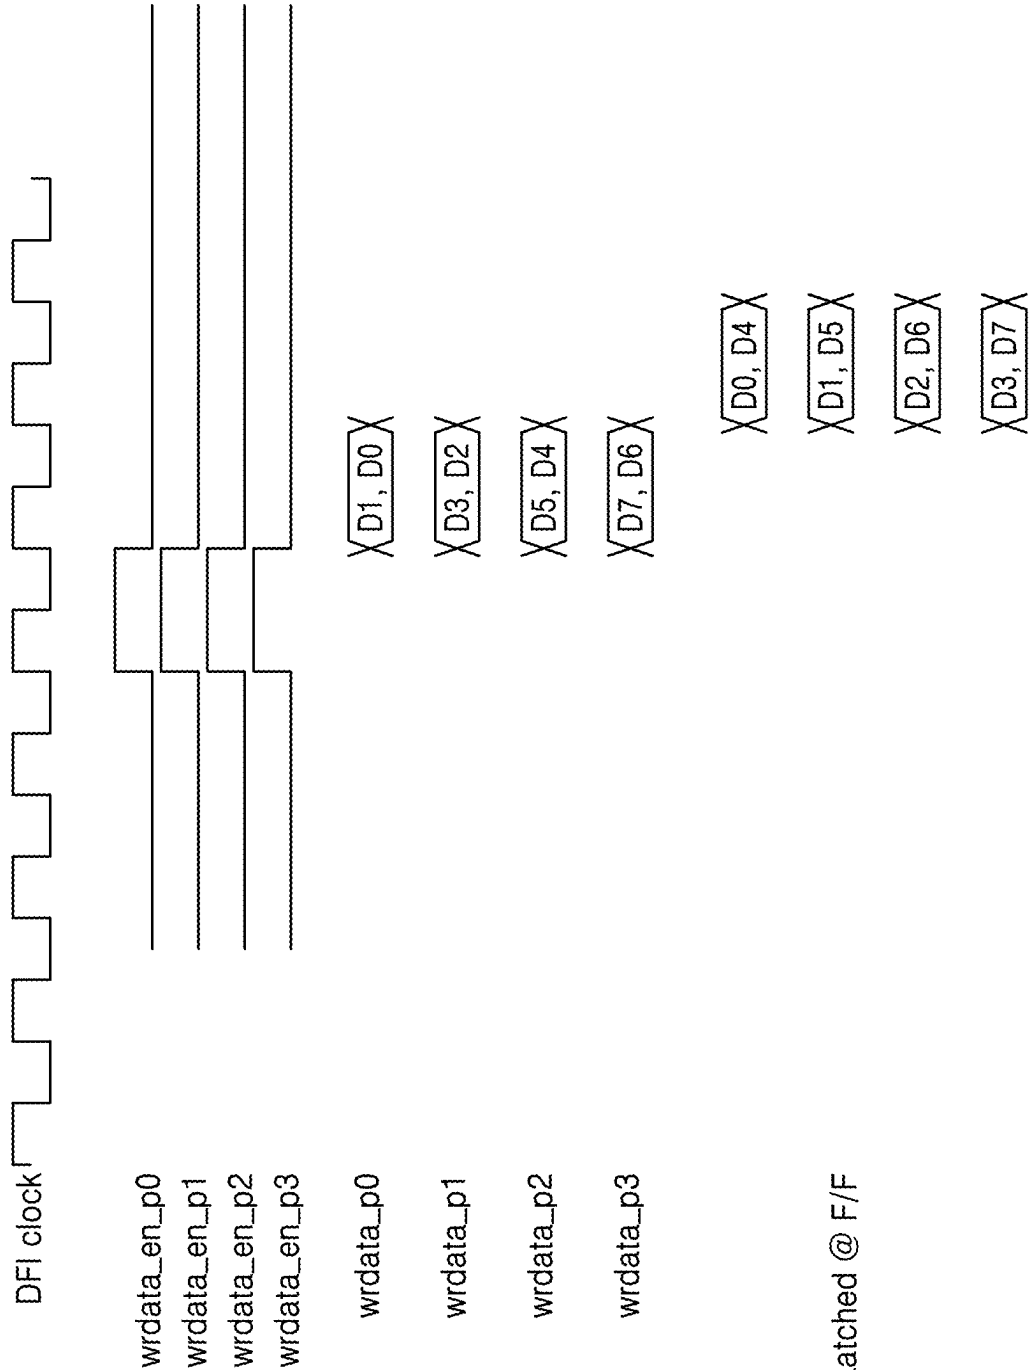 DFI clock
wrdata_en_p0
wrdata_en_p1
wrdata_en_p2
wrdata_en_p3
wrdata_p0
D1, D0
wrdata_p1
D3, D2
wrdata_p2
D5, D4
wrdata_p3
D7, D6
D0, D4
atched @ F/F
D1, D5
D2, D6
D3, D7